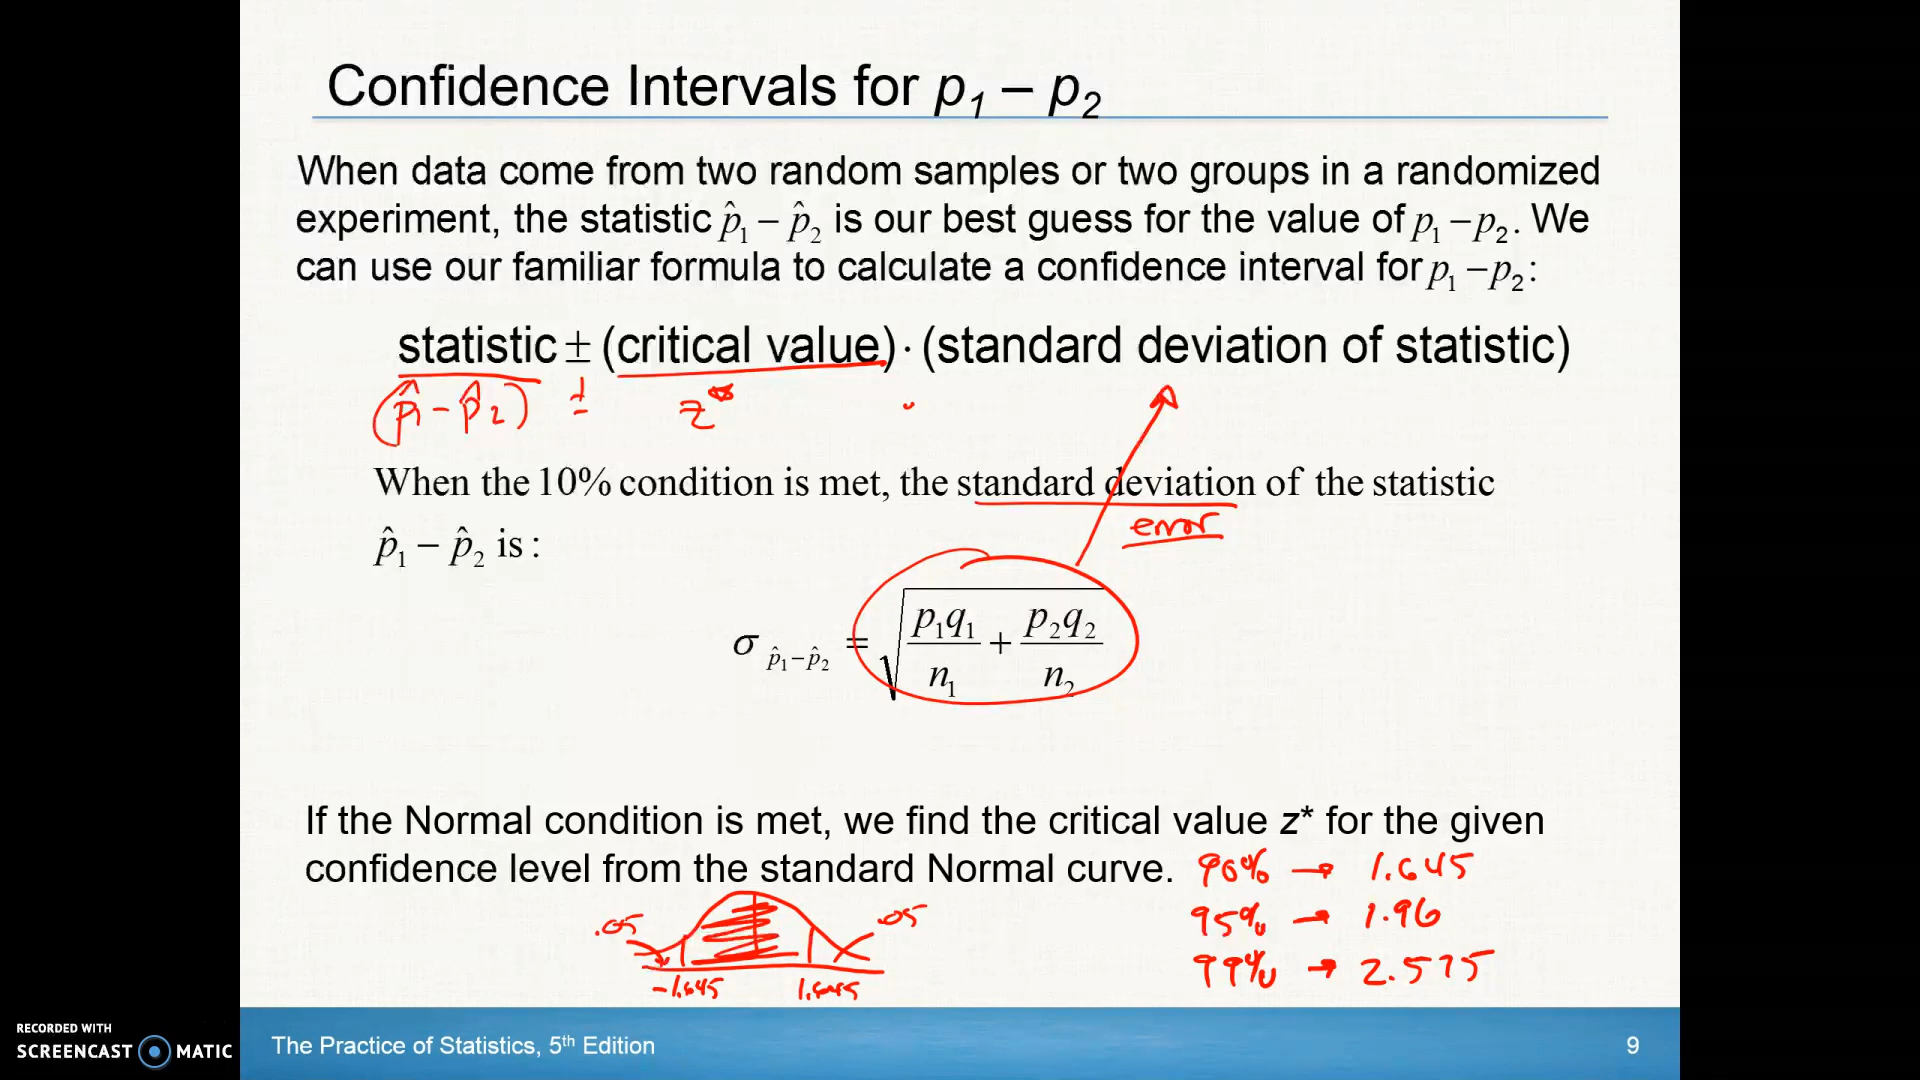 Confidence Intervals for p₁ – p₂
When data come from two random samples or two groups in a randomized
experiment, the statistic p̂₁ − p̂₂ is our best guess for the value of p₁ − p₂. We
can use our familiar formula to calculate a confidence interval for p₁ − p₂:
statistic ± (critical value) · (standard deviation of statistic)
(p̂₁ − p̂₂) ± z* ·
When the 10% condition is met, the standard deviation of the statistic
error
p̂₁ − p̂₂ is :
σ p̂₁−p̂₂ = √(p₁q₁/n₁ + p₂q₂/n₂)
If the Normal condition is met, we find the critical value z* for the given
confidence level from the standard Normal curve.
90% → 1.645
95% → 1.96
99% → 2.575
.05 .05
-1.645 1.645
RECORDED WITH
SCREENCAST MATIC
The Practice of Statistics, 5th Edition
9